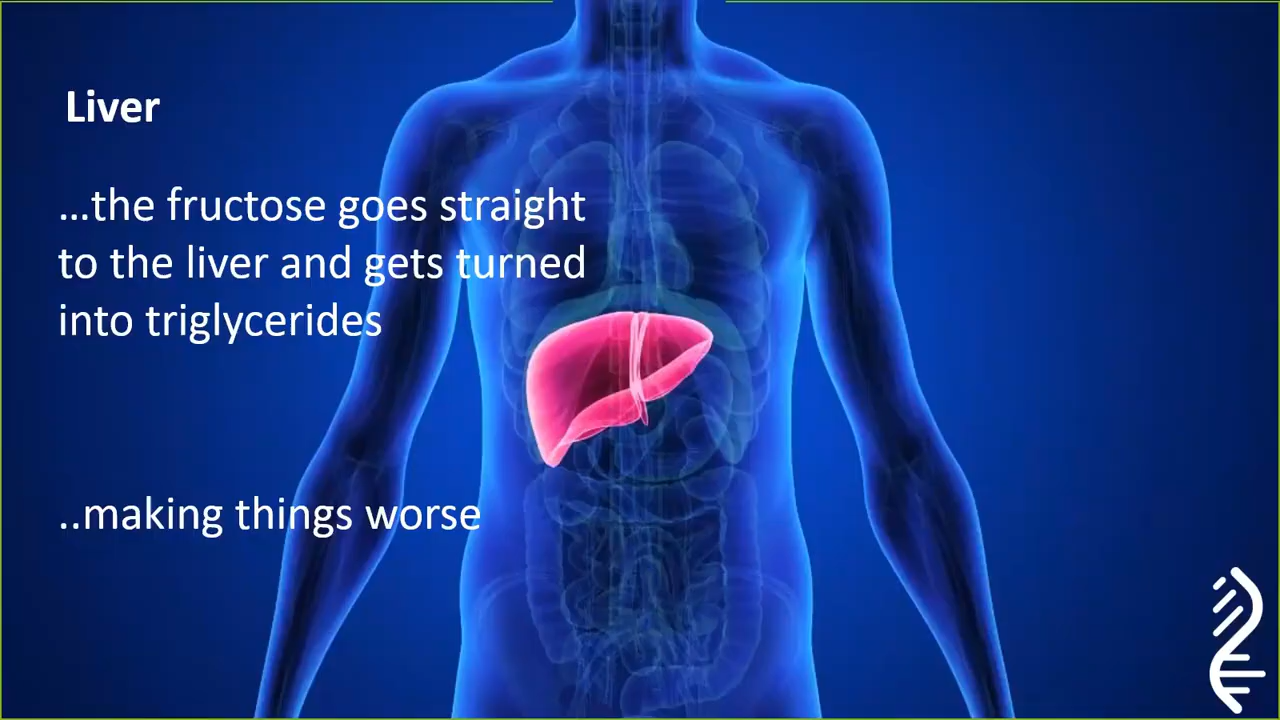 Liver
...the fructose goes straight
to the liver and gets turned
into triglycerides
..making things worse